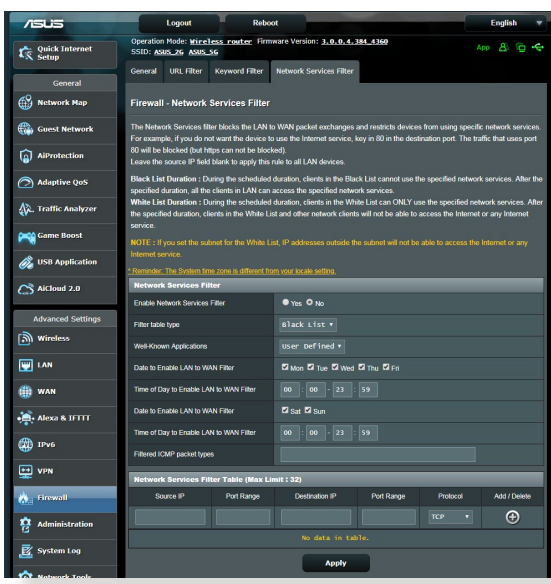 ASUS
Logout
Reboot
English
Quick Internet
Setup
Operation Mode: Wireless router Firmware Version: 3.0.0.4.384_4360
SSID: ASUS_2G ASUS_5G
App
General
URL Filter
Keyword Filter
Network Services Filter
General
Network Map
Guest Network
AiProtection
Adaptive QoS
Traffic Analyzer
Game Boost
USB Application
AiCloud 2.0
Advanced Settings
Wireless
LAN
WAN
Alexa & IFTTT
IPv6
VPN
Firewall
Administration
System Log
Network Tools
Firewall - Network Services Filter
The Network Services filter blocks the LAN to WAN packet exchanges and restricts devices from using specific network services.
For example, if you do not want the device to use the Internet service, key in 80 in the destination port. The traffic that uses port
80 will be blocked (but https can not be blocked).
Leave the source IP field blank to apply this rule to all LAN devices.
Black List Duration : During the scheduled duration, clients in the Black List cannot use the specified network services. After the
specified duration, all the clients in LAN can access the specified network services.
White List Duration : During the scheduled duration, clients in the White List can ONLY use the specified network services. After
the specified duration, clients in the White List and other network clients will not be able to access the Internet or any Internet
service.
NOTE : If you set the subnet for the White List, IP addresses outside the subnet will not be able to access the Internet or any
Internet service.
* Reminder: The System time zone is different from your locale setting.
Network Services Filter
Enable Network Services Filter
Yes No
Filter table type
Black List
Well-Known Applications
User Defined
Date to Enable LAN to WAN Filter
Mon Tue Wed Thu Fri
Time of Day to Enable LAN to WAN Filter
00 : 00 - 23 : 59
Date to Enable LAN to WAN Filter
Sat Sun
Time of Day to Enable LAN to WAN Filter
00 : 00 - 23 : 59
Filtered ICMP packet types
Network Services Filter Table (Max Limit : 32)
Source IP
Port Range
Destination IP
Port Range
Protocol
Add / Delete
TCP
No data in table.
Apply